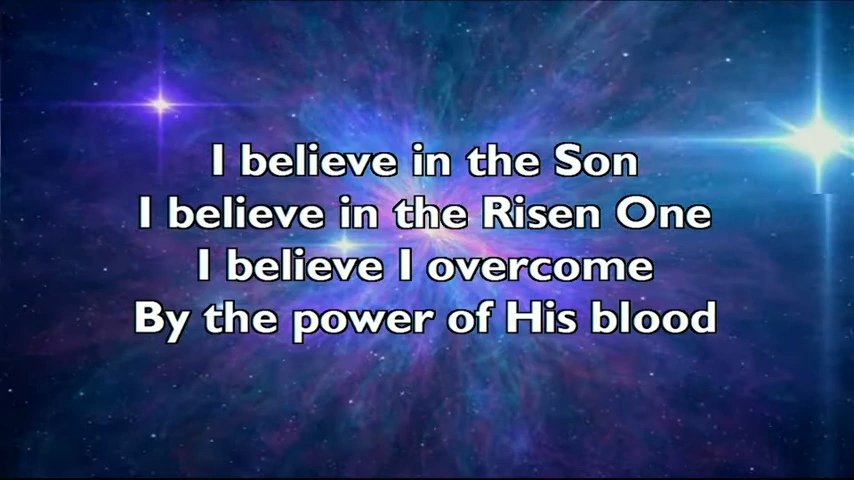 I believe in the Son
I believe in the Risen One
I believe I overcome
By the power of His blood